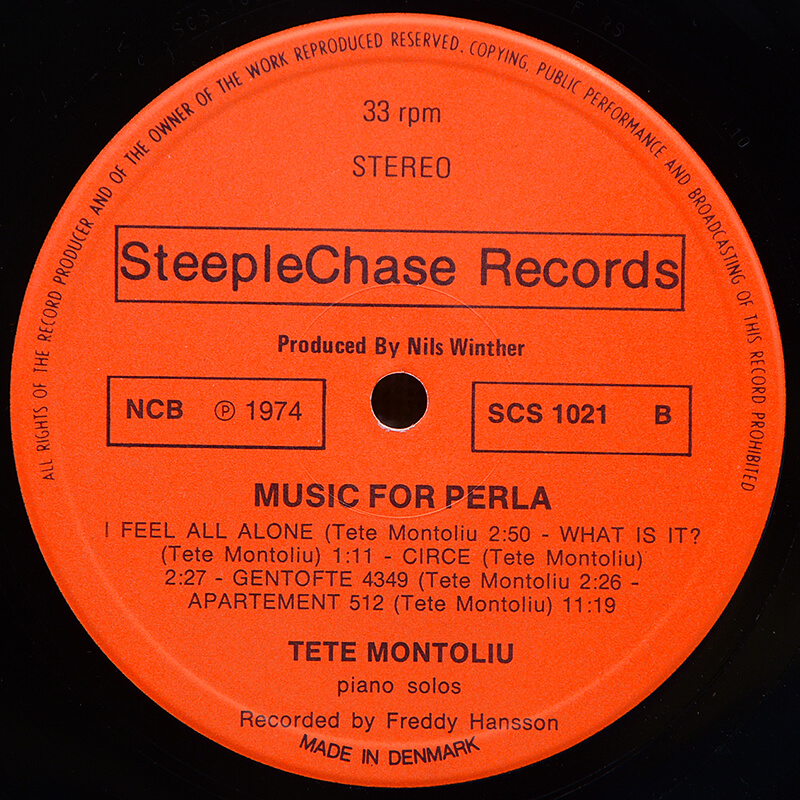 ALL RIGHTS OF THE RECORD PRODUCER AND OF THE OWNER OF THE WORK REPRODUCED RESERVED. COPYING, PUBLIC PERFORMANCE AND BROADCASTING OF THIS RECORD PROHIBITED
33 rpm
STEREO
SteepleChase Records
Produced By Nils Winther
NCB ℗ 1974
SCS 1021 B
MUSIC FOR PERLA
I FEEL ALL ALONE (Tete Montoliu 2:50 - WHAT IS IT?
(Tete Montoliu) 1:11 - CIRCE (Tete Montoliu)
2:27 - GENTOFTE 4349 (Tete Montoliu 2:26 -
APARTEMENT 512 (Tete Montoliu) 11:19
TETE MONTOLIU
piano solos
Recorded by Freddy Hansson
MADE IN DENMARK